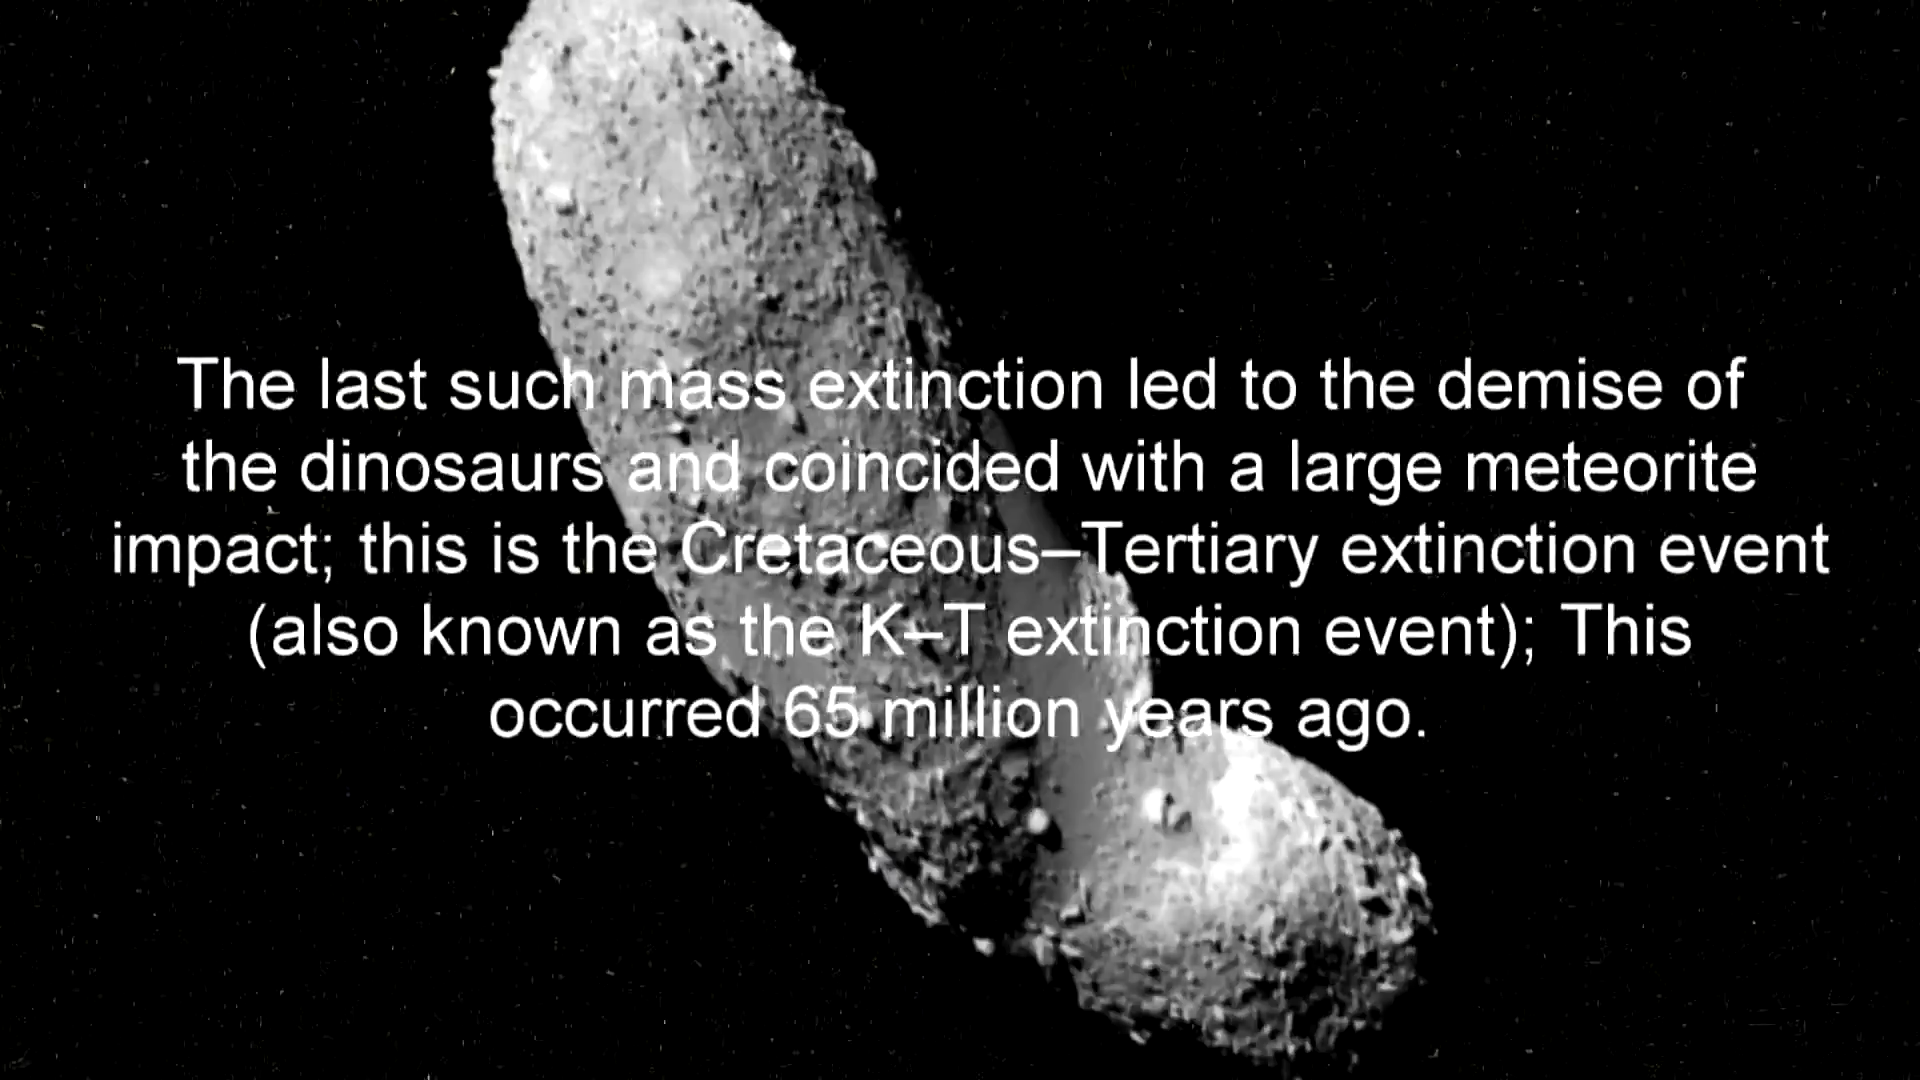 The last such mass extinction led to the demise of
the dinosaurs and coincided with a large meteorite
impact; this is the Cretaceous–Tertiary extinction event
(also known as the K–T extinction event); This
occurred 65 million years ago.